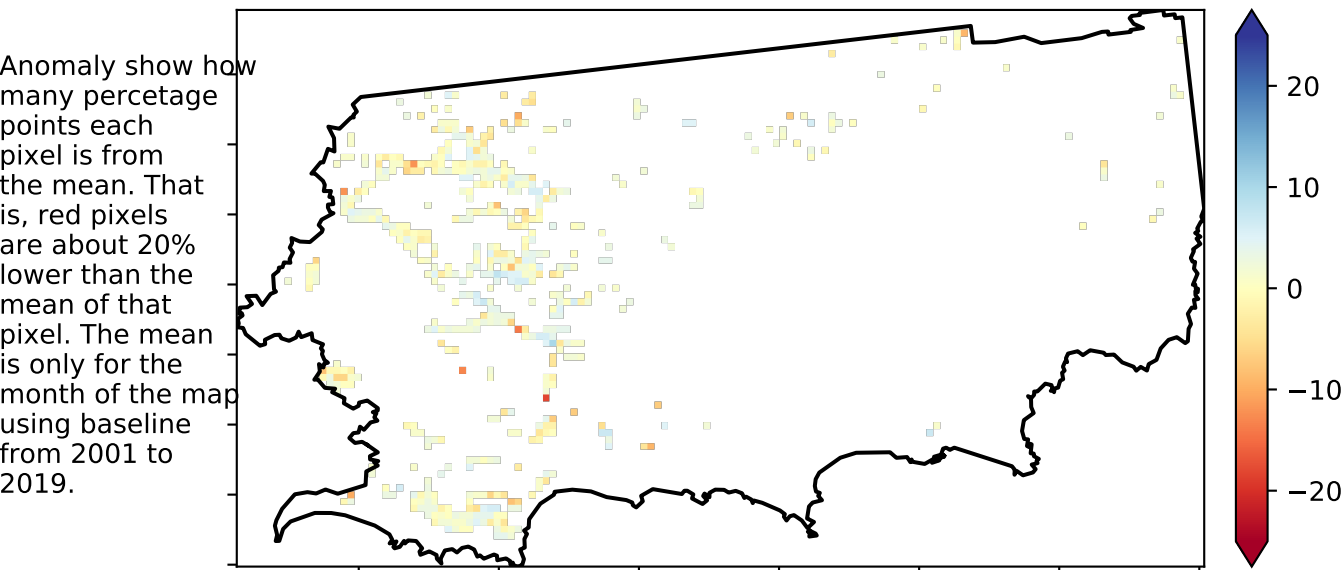 Anomaly show how
many percetage
points each
pixel is from
the mean. That
is, red pixels
are about 20%
lower than the
mean of that
pixel. The mean
is only for the
month of the map
using baseline
from 2001 to
2019.
20
10
0
−10
−20